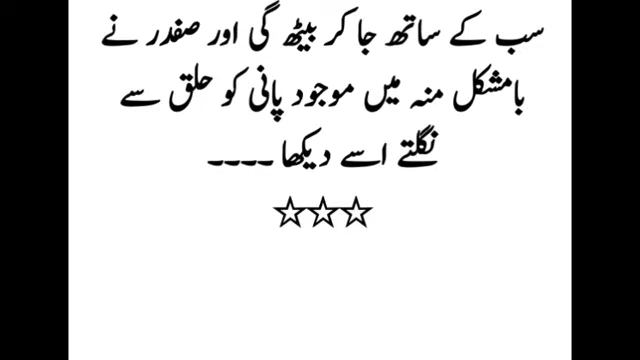 سب کے ساتھ جا کر بیٹھ گی اور صفدر نے
بامشکل منہ میں موجود پانی کو حلق سے
نگلتے اسے دیکھا ۔۔۔۔
☆☆☆